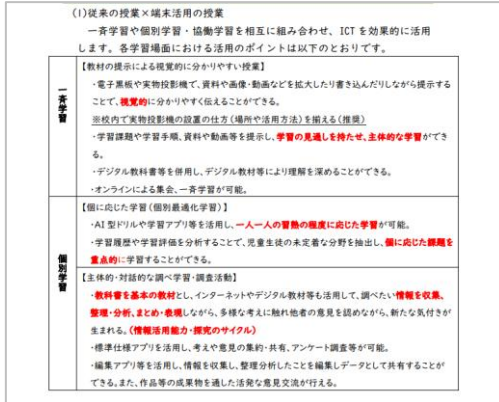 (1)従来の授業×端末活用の授業
一斉学習や個別学習・協働学習を相互に組み合わせ、ICTを効果的に活用
します。各学習場面における活用のポイントは以下のとおりです。
一斉学習
【教材の提示による視覚的に分かりやすい授業】
・電子黒板や実物投影機で、資料や画像・動画などを拡大したり書き込んだりしながら提示する
ことで、視覚的に分かりやすく伝えることができる。
※校内で実物投影機の設置の仕方(場所や活用方法)を揃える(推奨)
・学習課題や学習手順、資料や動画等を提示し、学習の見通しを持たせ、主体的な学習ができ
る。
・デジタル教科書等を併用し、デジタル教材等により理解を深めることができる。
・オンラインによる集会、一斉学習が可能。
個別学習
【個に応じた学習(個別最適化学習)】
・AI型ドリルや学習アプリ等を活用し、一人一人の習熟の程度に応じた学習が可能。
・学習履歴や学習評価を分析することで、児童生徒の未定着な分野を抽出し、個に応じた課題を
重点的に学習することができる。
【主体的・対話的な調べ学習・調査活動】
・教科書を基本の教材とし、インターネットやデジタル教材等も活用して、調べたい情報を収集、
整理・分析、まとめ・表現しながら、多様な考えに触れ他者の意見を認めながら、新たな気付きが
生まれる。(情報活用能力・探究のサイクル)
・標準仕様アプリを活用し、考えや意見の集約・共有、アンケート調査等が可能。
・編集アプリ等を活用し、情報を収集し、整理分析したことを編集しデータとして共有することが
できる。また、作品等の成果物を通した活発な意見交流が行える。